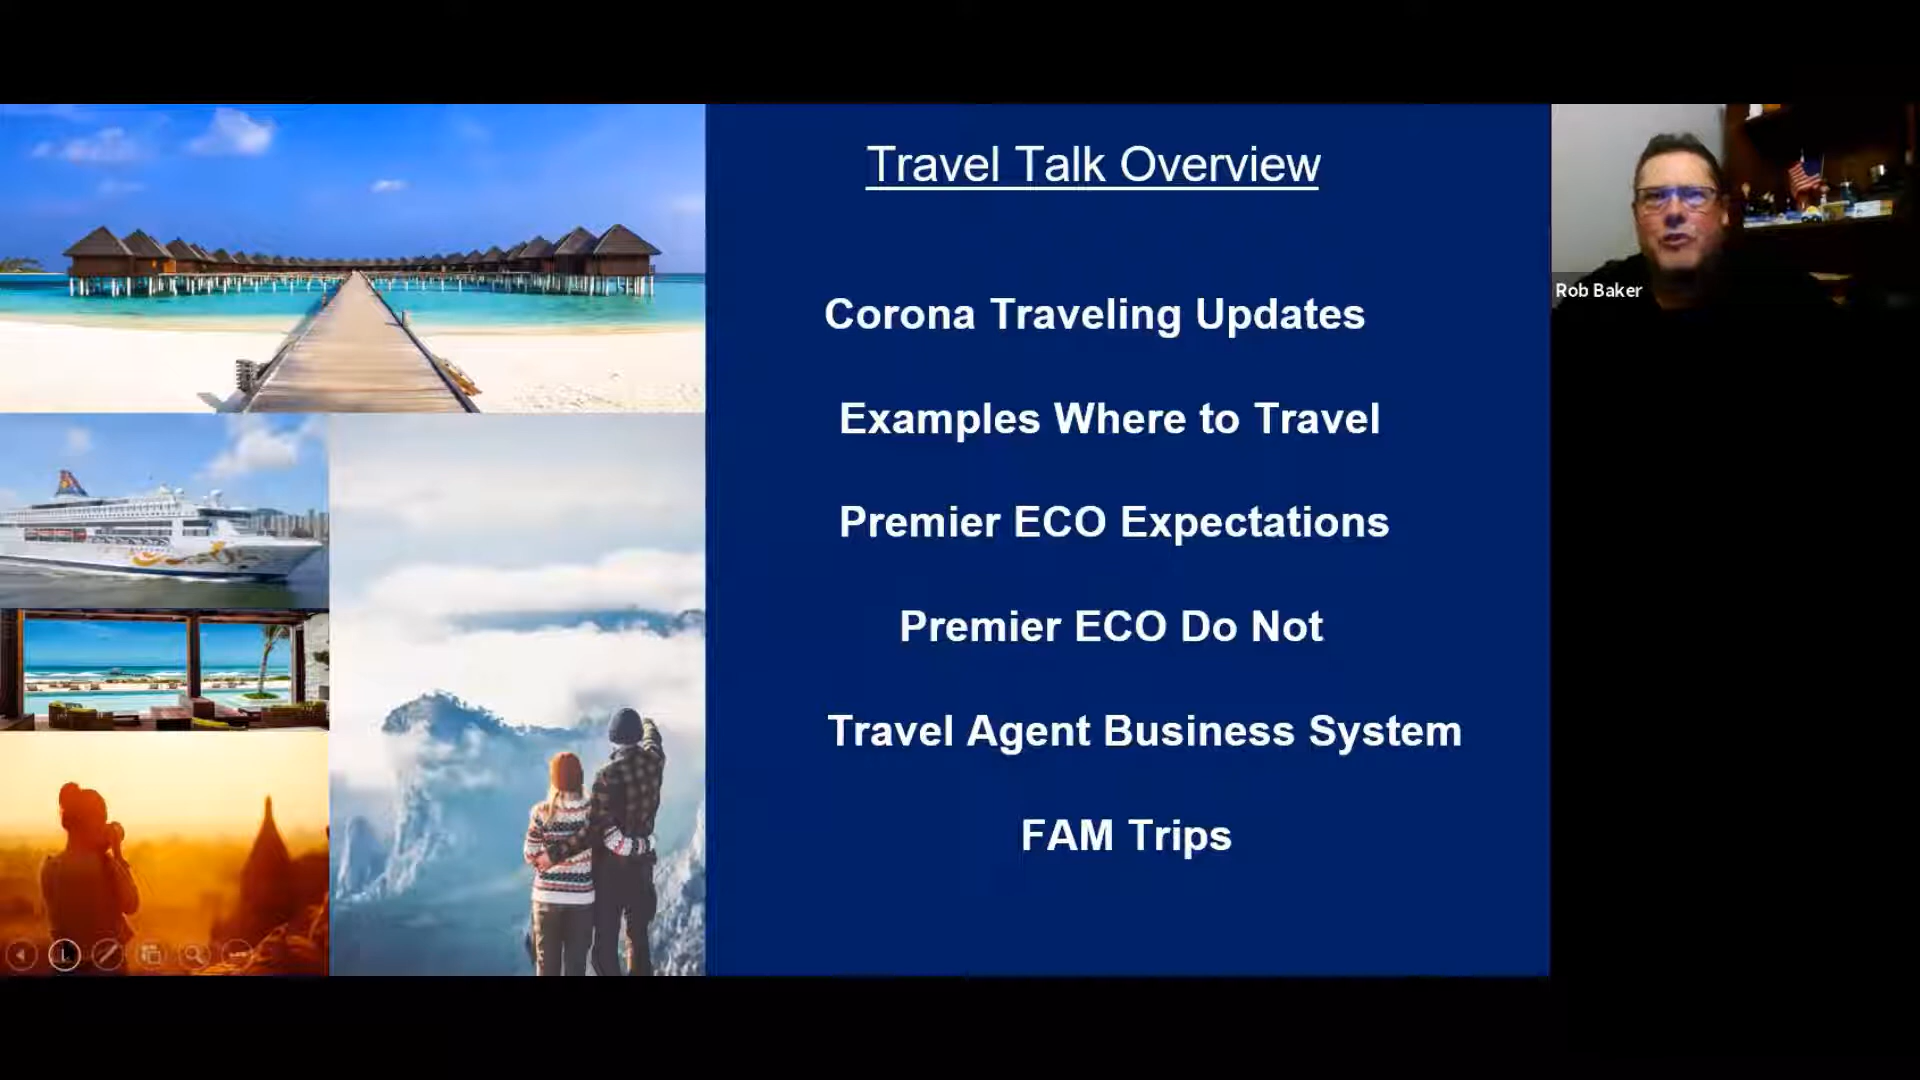 Travel Talk Overview
Corona Traveling Updates
Examples Where to Travel
Premier ECO Expectations
Premier ECO Do Not
Travel Agent Business System
FAM Trips
Rob Baker